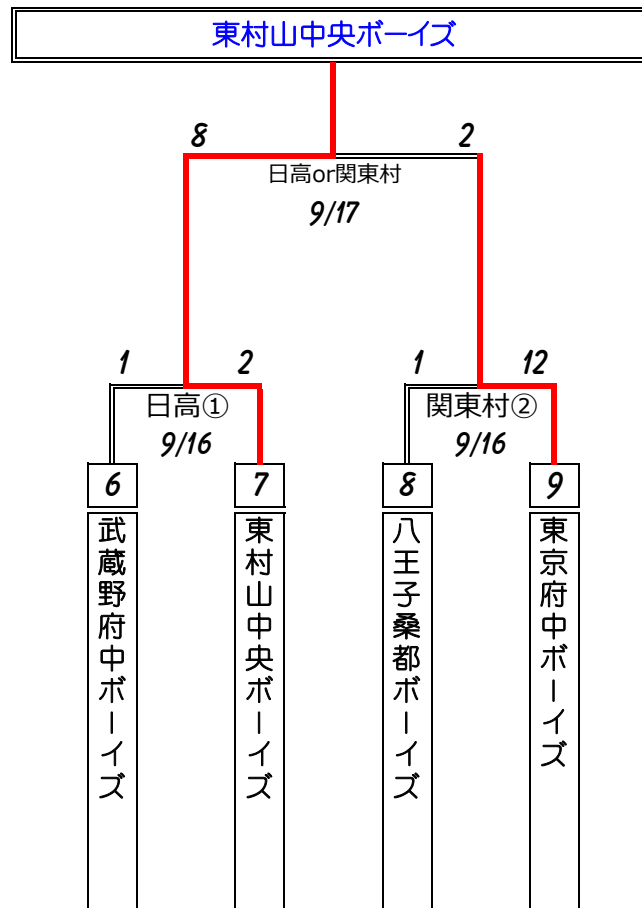 東村山中央ボーイズ
8 2
日高or関東村
9/17
1 2 1 12
日高① 関東村②
9/16 9/16
6 7 8 9
武蔵野府中ボーイズ
東村山中央ボーイズ
八王子桑都ボーイズ
東京府中ボーイズ